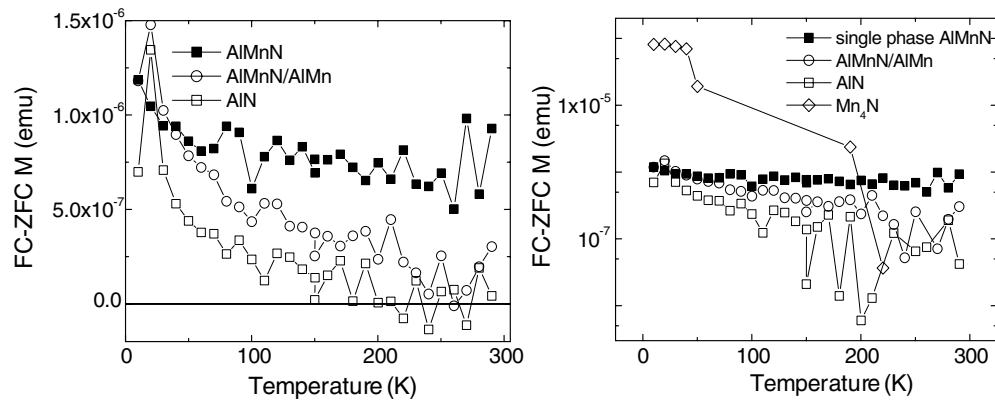 1.5x10⁻⁶
1.0x10⁻⁶
5.0x10⁻⁷
0.0
FC-ZFC M (emu)
AlMnN
AlMnN/AlMn
AlN
0 100 200 300
Temperature (K)
1x10⁻⁵
1x10⁻⁷
FC-ZFC M (emu)
single phase AlMnN
AlMnN/AlMn
AlN
Mn₄N
0 100 200 300
Temperature (K)